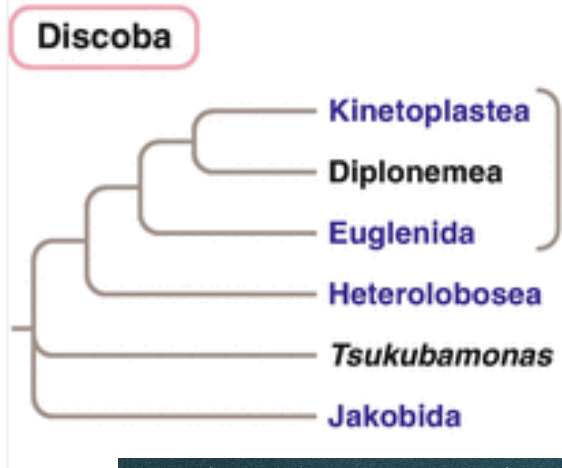 Discoba
Kinetoplastea
Diplonemea
Euglenida
Heterolobosea
Tsukubamonas
Jakobida